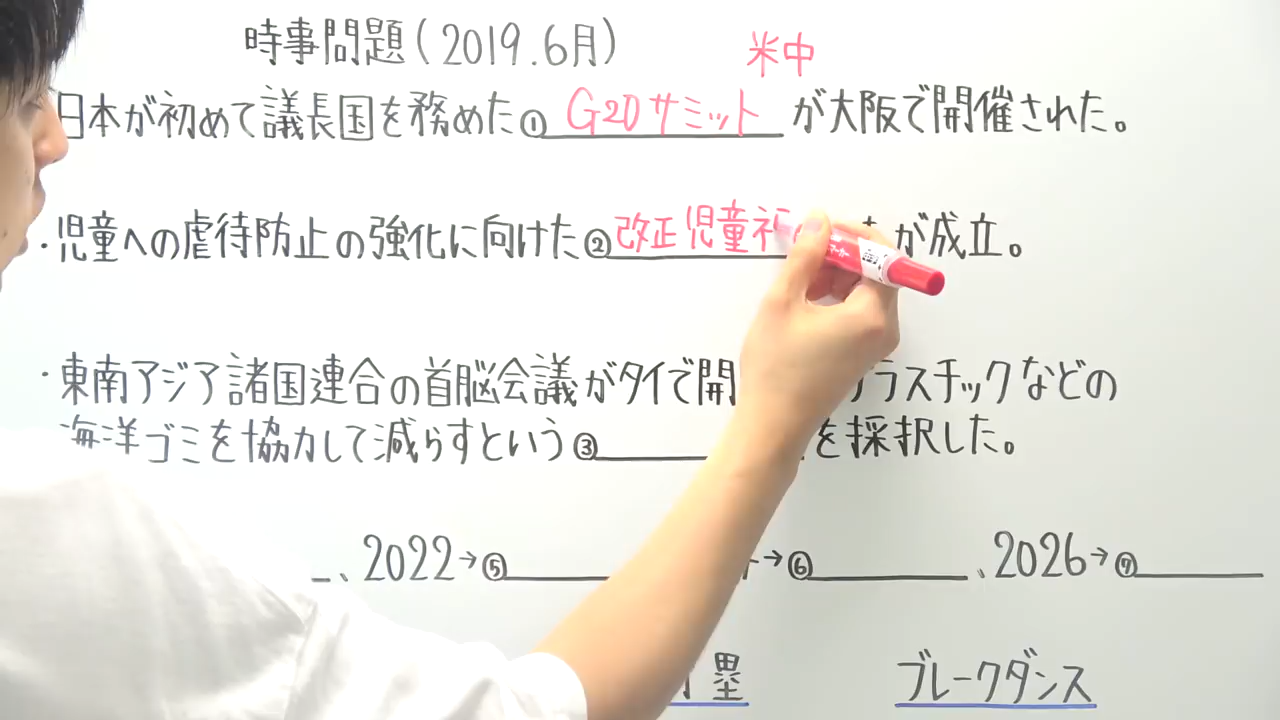 時事問題(2019.6月)
米中
日本が初めて議長国を務めた① G20サミット が大阪で開催された。
・児童への虐待防止の強化に向けた②改正児童 が成立。
・東南アジア諸国連合の首脳会議がタイで開 プラスチックなどの
海洋ゴミを協力して減らすという③ を採択した。
、2022→⑤ →⑥ 、2026→⑦
塁 ブレークダンス